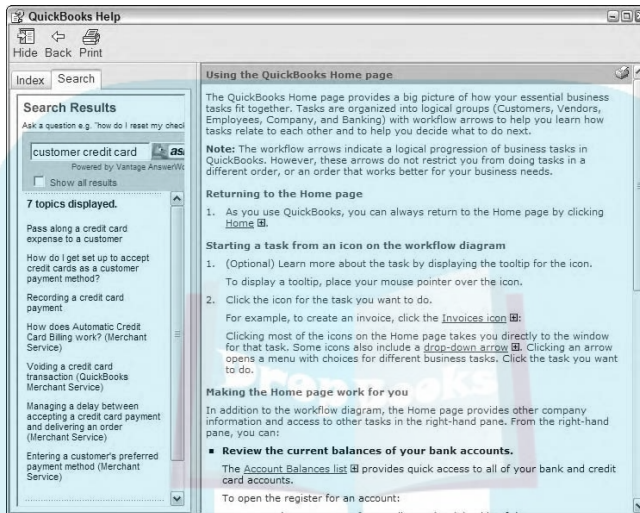 QuickBooks Help
Hide Back Print
Index Search
Search Results
Ask a question e.g. "how do I reset my check
customer credit card
as
Powered by Vantage AnswerWo
Show all results
7 topics displayed.
Pass along a credit card
expense to a customer
How do I get set up to accept
credit cards as a customer
payment method?
Recording a credit card
payment
How does Automatic Credit
Card Billing work? (Merchant
Service)
Voiding a credit card
transaction (QuickBooks
Merchant Service)
Managing a delay between
accepting a credit card payment
and delivering an order
(Merchant Service)
Entering a customer's preferred
payment method (Merchant
Service)
Using the QuickBooks Home page
The QuickBooks Home page provides a big picture of how your essential business
tasks fit together. Tasks are organized into logical groups (Customers, Vendors,
Employees, Company, and Banking) with workflow arrows to help you learn how
tasks relate to each other and to help you decide what to do next.
Note: The workflow arrows indicate a logical progression of business tasks in
QuickBooks. However, these arrows do not restrict you from doing tasks in a
different order, or an order that works better for your business needs.
Returning to the Home page
1. As you use QuickBooks, you can always return to the Home page by clicking
Home.
Starting a task from an icon on the workflow diagram
1. (Optional) Learn more about the task by displaying the tooltip for the icon.
To display a tooltip, place your mouse pointer over the icon.
2. Click the icon for the task you want to do.
For example, to create an invoice, click the Invoices icon:
Clicking most of the icons on the Home page takes you directly to the window
for that task. Some icons also include a drop-down arrow. Clicking an arrow
opens a menu with choices for different business tasks. Click the task you want
to do.
DropBooks
Making the Home page work for you
In addition to the workflow diagram, the Home page provides other company
information and access to other tasks in the right-hand pane. From the right-hand
pane, you can:
▪ Review the current balances of your bank accounts.
The Account Balances list provides quick access to all of your bank and credit
card accounts.
To open the register for an account: